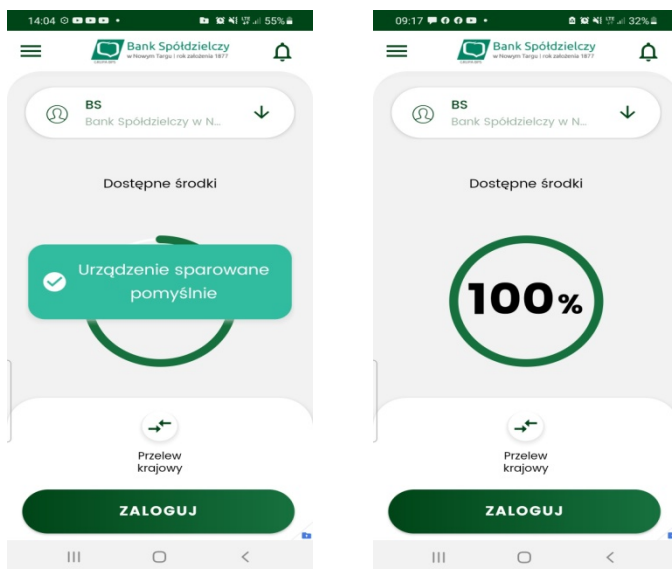 14:04
55%
Bank Spółdzielczy
w Nowym Targu | rok założenia 1877
BS
Bank Spółdzielczy w N...
Dostępne środki
Urządzenie sparowane
pomyślnie
Przelew
krajowy
ZALOGUJ
09:17
32%
Bank Spółdzielczy
w Nowym Targu | rok założenia 1877
BS
Bank Spółdzielczy w N...
Dostępne środki
100%
Przelew
krajowy
ZALOGUJ